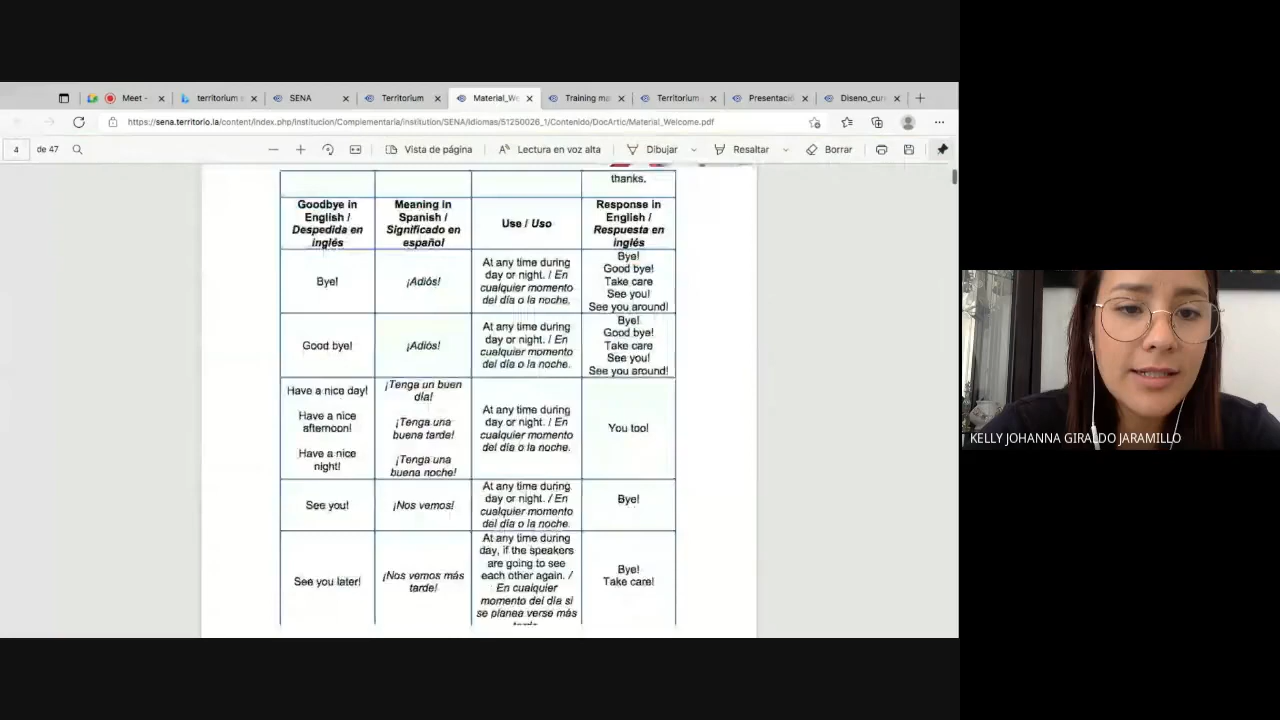 Meet -
territorium s
SENA
Territorium
Material_We
Training ma
Territorium
Presentació
Diseno_cur
https://sena.territorio.la/content/index.php/institucion/Complementaria/institution/SENA/Idiomas/51250026_1/Contenido/DocArtic/Material_Welcome.pdf
4 de 47
Vista de página
Lectura en voz alta
Dibujar
Resaltar
Borrar
thanks.
Goodbye in
English /
Despedida en
inglés
Meaning in
Spanish /
Significado en
español
Use / Uso
Response in
English /
Respuesta en
inglés
Bye!
¡Adiós!
At any time during
day or night. / En
cualquier momento
del día o la noche.
Bye!
Good bye!
Take care
See you!
See you around!
Good bye!
¡Adiós!
At any time during
day or night. / En
cualquier momento
del día o la noche.
Bye!
Good bye!
Take care
See you!
See you around!
Have a nice day!
Have a nice
afternoon!
Have a nice
night!
¡Tenga un buen
día!
¡Tenga una
buena tarde!
¡Tenga una
buena noche!
At any time during
day or night. / En
cualquier momento
del día o la noche.
You too!
See you!
¡Nos vemos!
At any time during
day or night. / En
cualquier momento
del día o la noche.
Bye!
See you later!
¡Nos vemos más
tarde!
At any time during
day, if the speakers
are going to see
each other again. /
En cualquier
momento del día si
se planea verse más
Bye!
Take care!
KELLY JOHANNA GIRALDO JARAMILLO